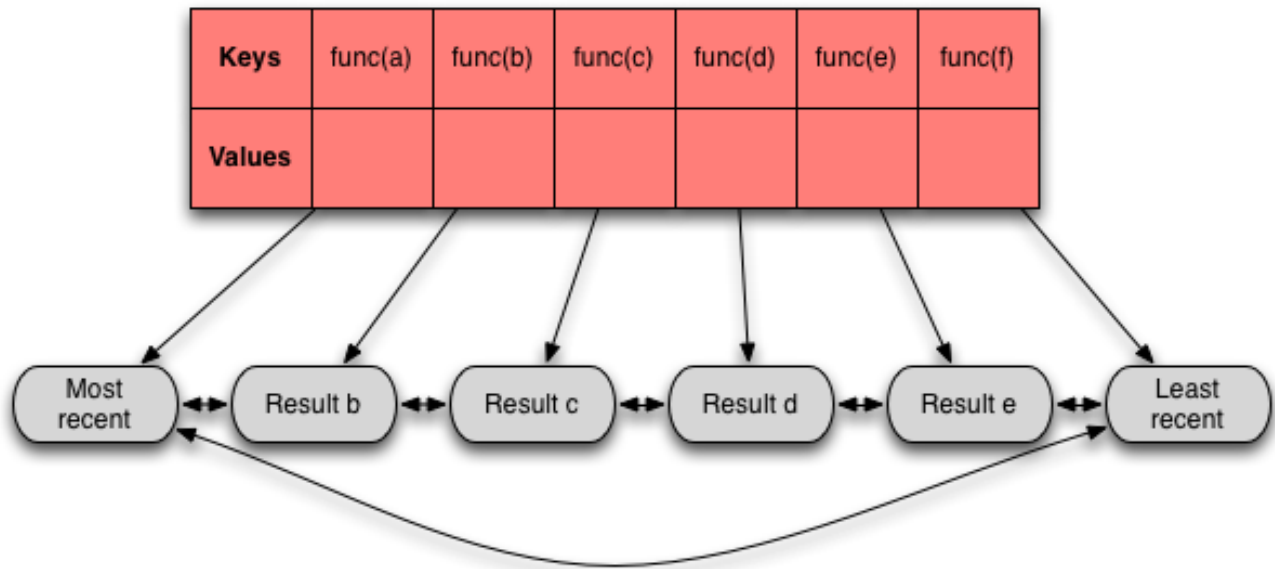 Keys func(a) func(b) func(c) func(d) func(e) func(f)
Values
Most
recent
Result b
Result c
Result d
Result e
Least
recent